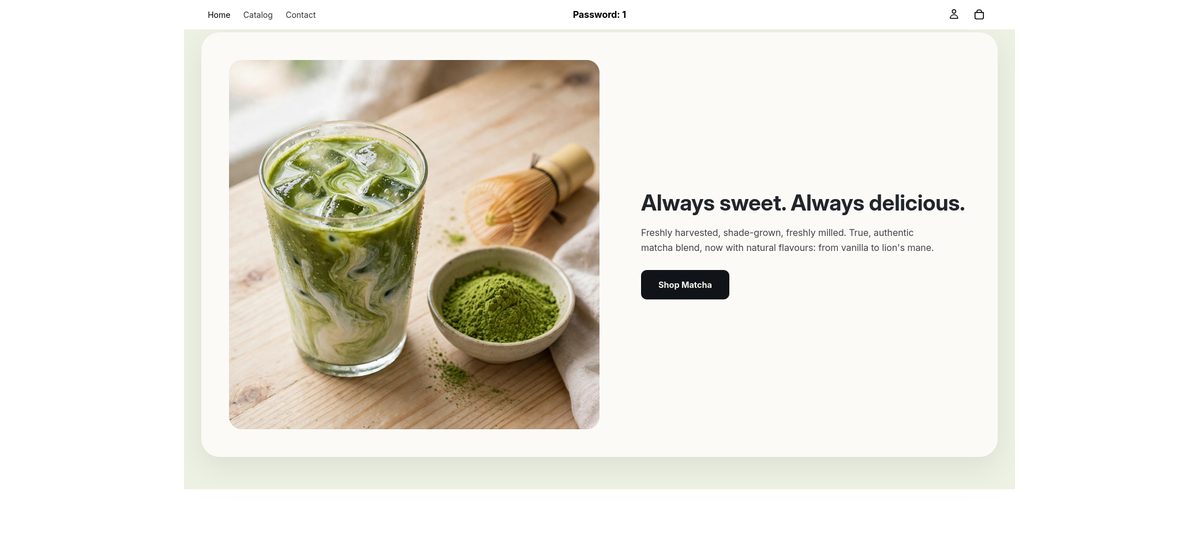 Home Catalog Contact Password: 1
Always sweet. Always delicious.
Freshly harvested, shade-grown, freshly milled. True, authentic
matcha blend, now with natural flavours: from vanilla to lion's mane.
Shop Matcha